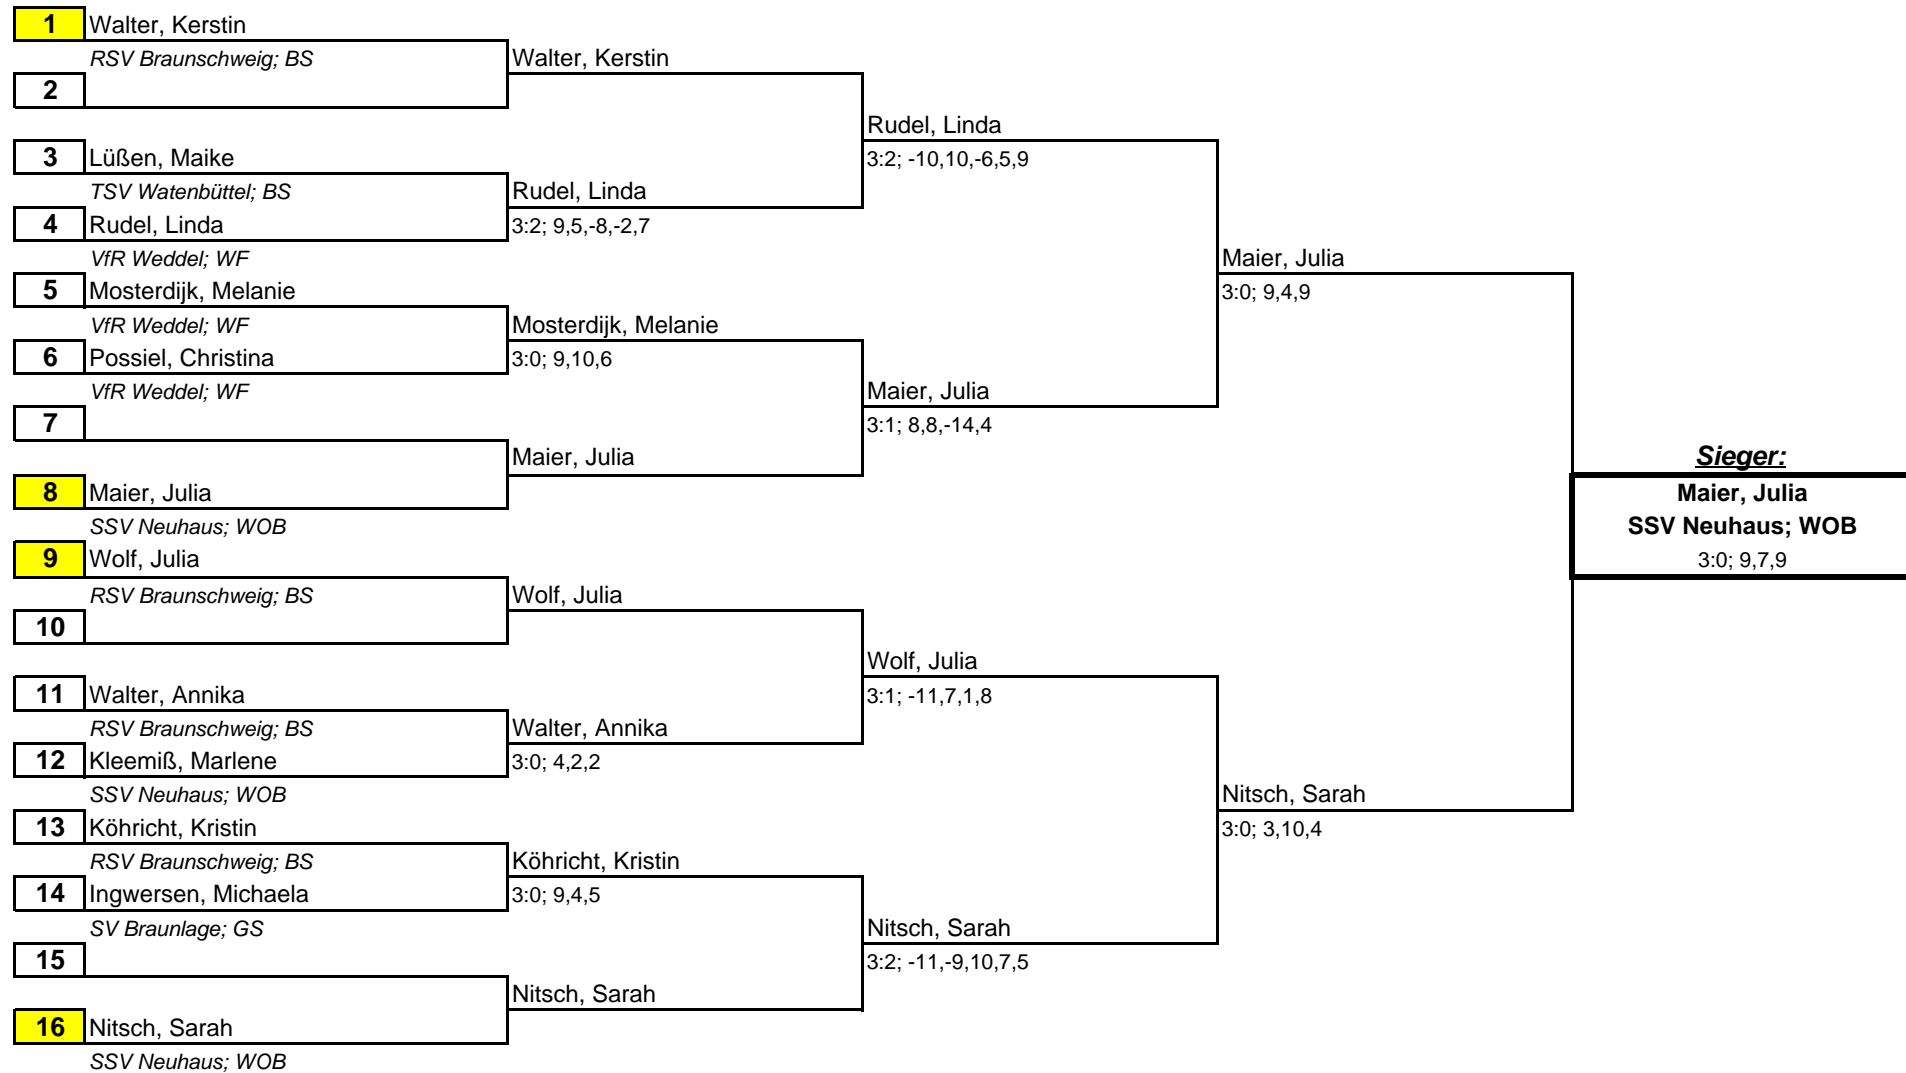 1 Walter, Kerstin
RSV Braunschweig; BS
Walter, Kerstin
2
Rudel, Linda
3 Lüßen, Maike
3:2; -10,10,-6,5,9
TSV Watenbüttel; BS
Rudel, Linda
4 Rudel, Linda
3:2; 9,5,-8,-2,7
VfR Weddel; WF
Maier, Julia
5 Mosterdijk, Melanie
3:0; 9,4,9
VfR Weddel; WF
Mosterdijk, Melanie
6 Possiel, Christina
3:0; 9,10,6
VfR Weddel; WF
Maier, Julia
7
3:1; 8,8,-14,4
Maier, Julia
Sieger:
8 Maier, Julia
Maier, Julia
SSV Neuhaus; WOB
SSV Neuhaus; WOB
9 Wolf, Julia
3:0; 9,7,9
RSV Braunschweig; BS
Wolf, Julia
10
Wolf, Julia
11 Walter, Annika
3:1; -11,7,1,8
RSV Braunschweig; BS
Walter, Annika
12 Kleemiß, Marlene
3:0; 4,2,2
SSV Neuhaus; WOB
Nitsch, Sarah
13 Köhricht, Kristin
3:0; 3,10,4
RSV Braunschweig; BS
Köhricht, Kristin
14 Ingwersen, Michaela
3:0; 9,4,5
SV Braunlage; GS
Nitsch, Sarah
15
3:2; -11,-9,10,7,5
Nitsch, Sarah
16 Nitsch, Sarah
SSV Neuhaus; WOB